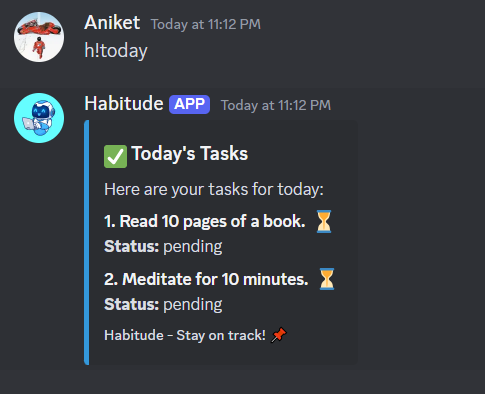 Aniket Today at 11:12 PM
h!today
Habitude APP Today at 11:12 PM
✅ Today's Tasks
Here are your tasks for today:
1. Read 10 pages of a book. ⏳
Status: pending
2. Meditate for 10 minutes. ⏳
Status: pending
Habitude - Stay on track! 📌